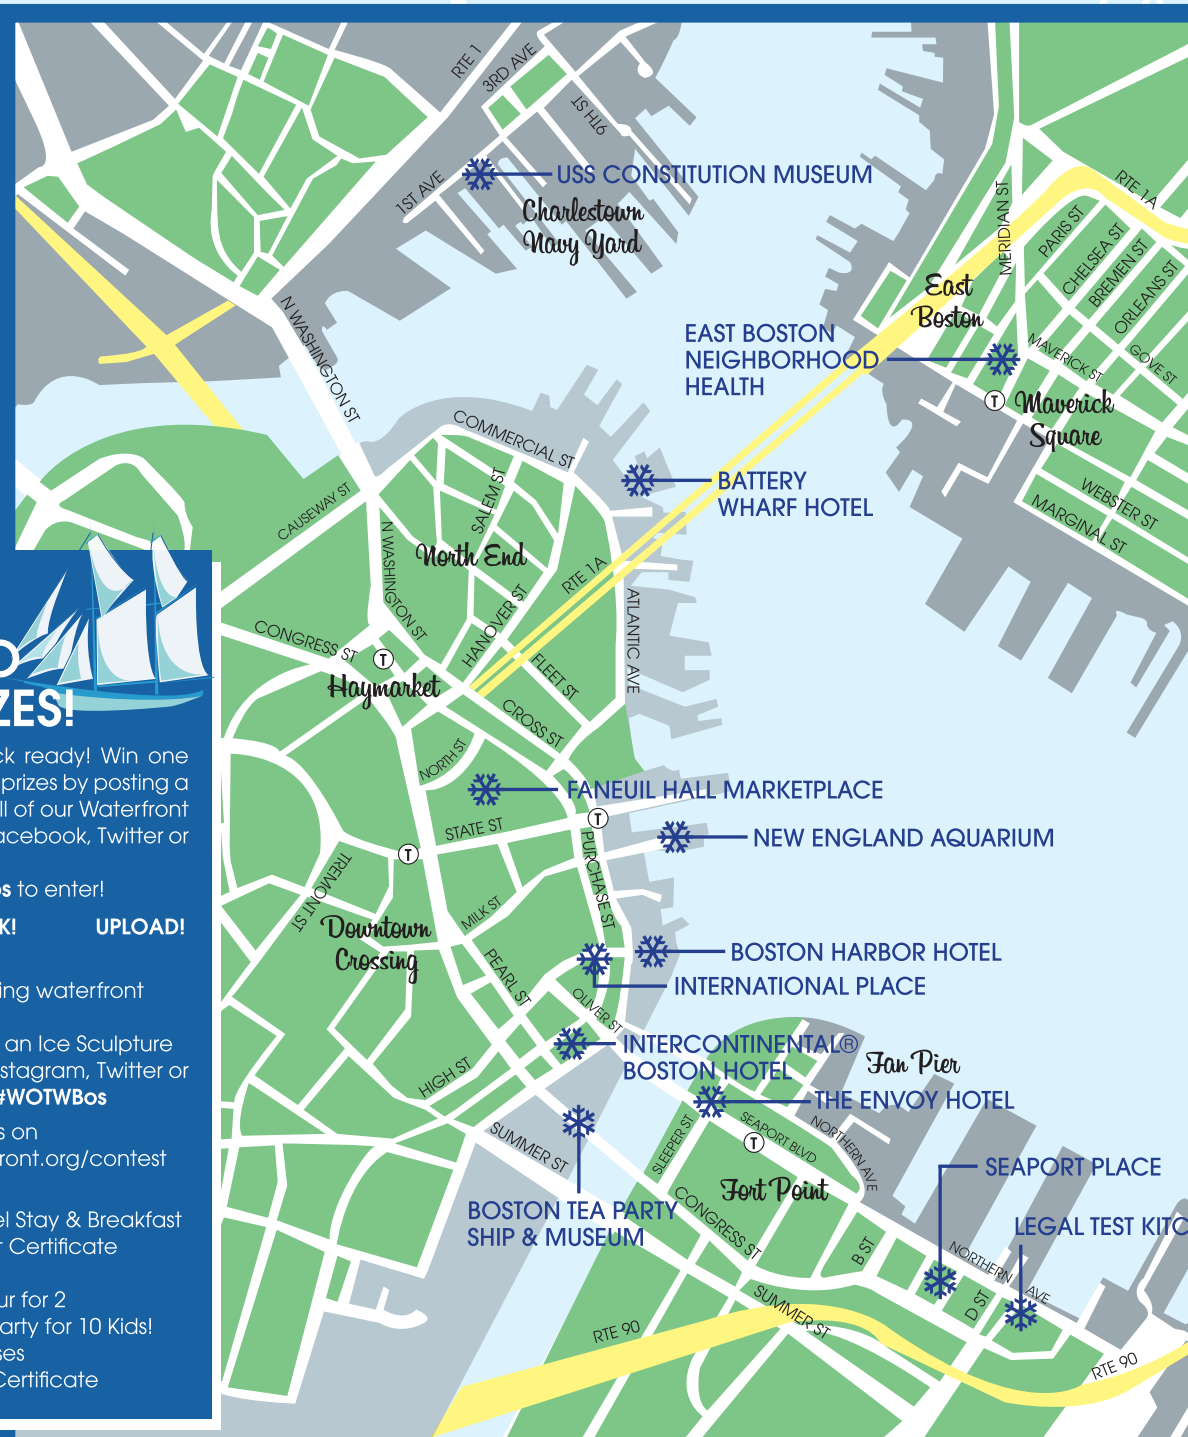 RTE 1
3RD AVE
9TH ST
1ST AVE
USS CONSTITUTION MUSEUM
Charlestown
Navy Yard
MERIDIAN ST
RTE 1A
PARIS ST
CHELSEA ST
BREMEN ST
ORLEANS ST
East
Boston
GOVE ST
MAVERICK ST
EAST BOSTON
NEIGHBORHOOD
HEALTH
T
Maverick
Square
WEBSTER ST
MARGINAL ST
N WASHINGTON ST
COMMERCIAL ST
CAUSEWAY ST
SALEM ST
BATTERY
WHARF HOTEL
N WASHINGTON ST
North End
RTE 1A
HANOVER ST
ATLANTIC AVE
CONGRESS ST
T
Haymarket
FLEET ST
CROSS ST
NORTH ST
FANEUIL HALL MARKETPLACE
T
STATE ST
PURCHASE ST
NEW ENGLAND AQUARIUM
T
TREMONT ST
MILK ST
Downtown
Crossing
PEARL ST
BOSTON HARBOR HOTEL
INTERNATIONAL PLACE
OLIVER ST
INTERCONTINENTAL®
BOSTON HOTEL
HIGH ST
Fan Pier
THE ENVOY HOTEL
SLEEPER ST
SEAPORT BLVD
T
NORTHERN AVE
SUMMER ST
Fort Point
BOSTON TEA PARTY
SHIP & MUSEUM
CONGRESS ST
SEAPORT PLACE
LEGAL TEST KITC
B ST
NORTHERN AVE
D ST
SUMMER ST
RTE 90
RTE 90
O
ZES!
ck ready! Win one
prizes by posting a
ll of our Waterfront
acebook, Twitter or
os to enter!
K! UPLOAD!
ing waterfront
an Ice Sculpture
stagram, Twitter or
#WOTWBos
s on
ront.org/contest
el Stay & Breakfast
t Certificate
ur for 2
arty for 10 Kids!
ses
Certificate